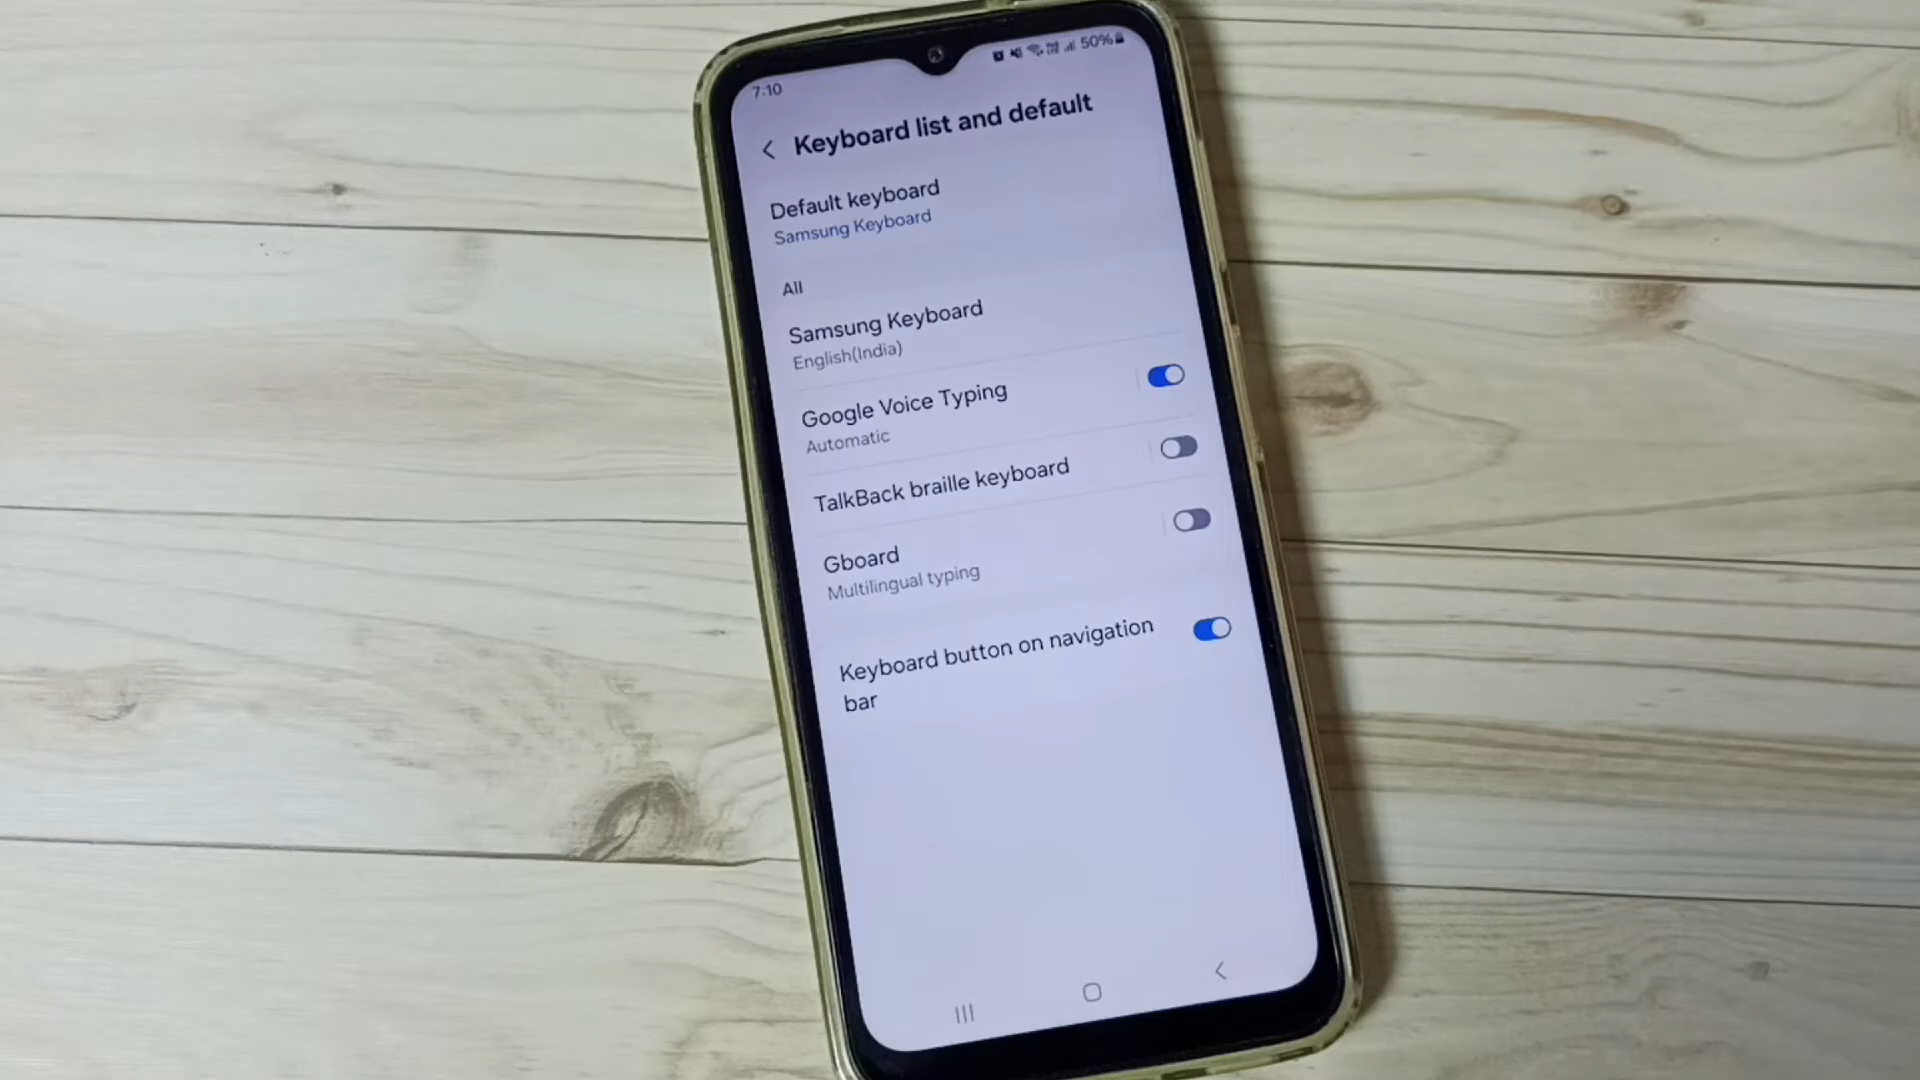 7:10
50%
Keyboard list and default
Default keyboard
Samsung Keyboard
All
Samsung Keyboard
English(India)
Google Voice Typing
Automatic
TalkBack braille keyboard
Gboard
Multilingual typing
Keyboard button on navigation
bar